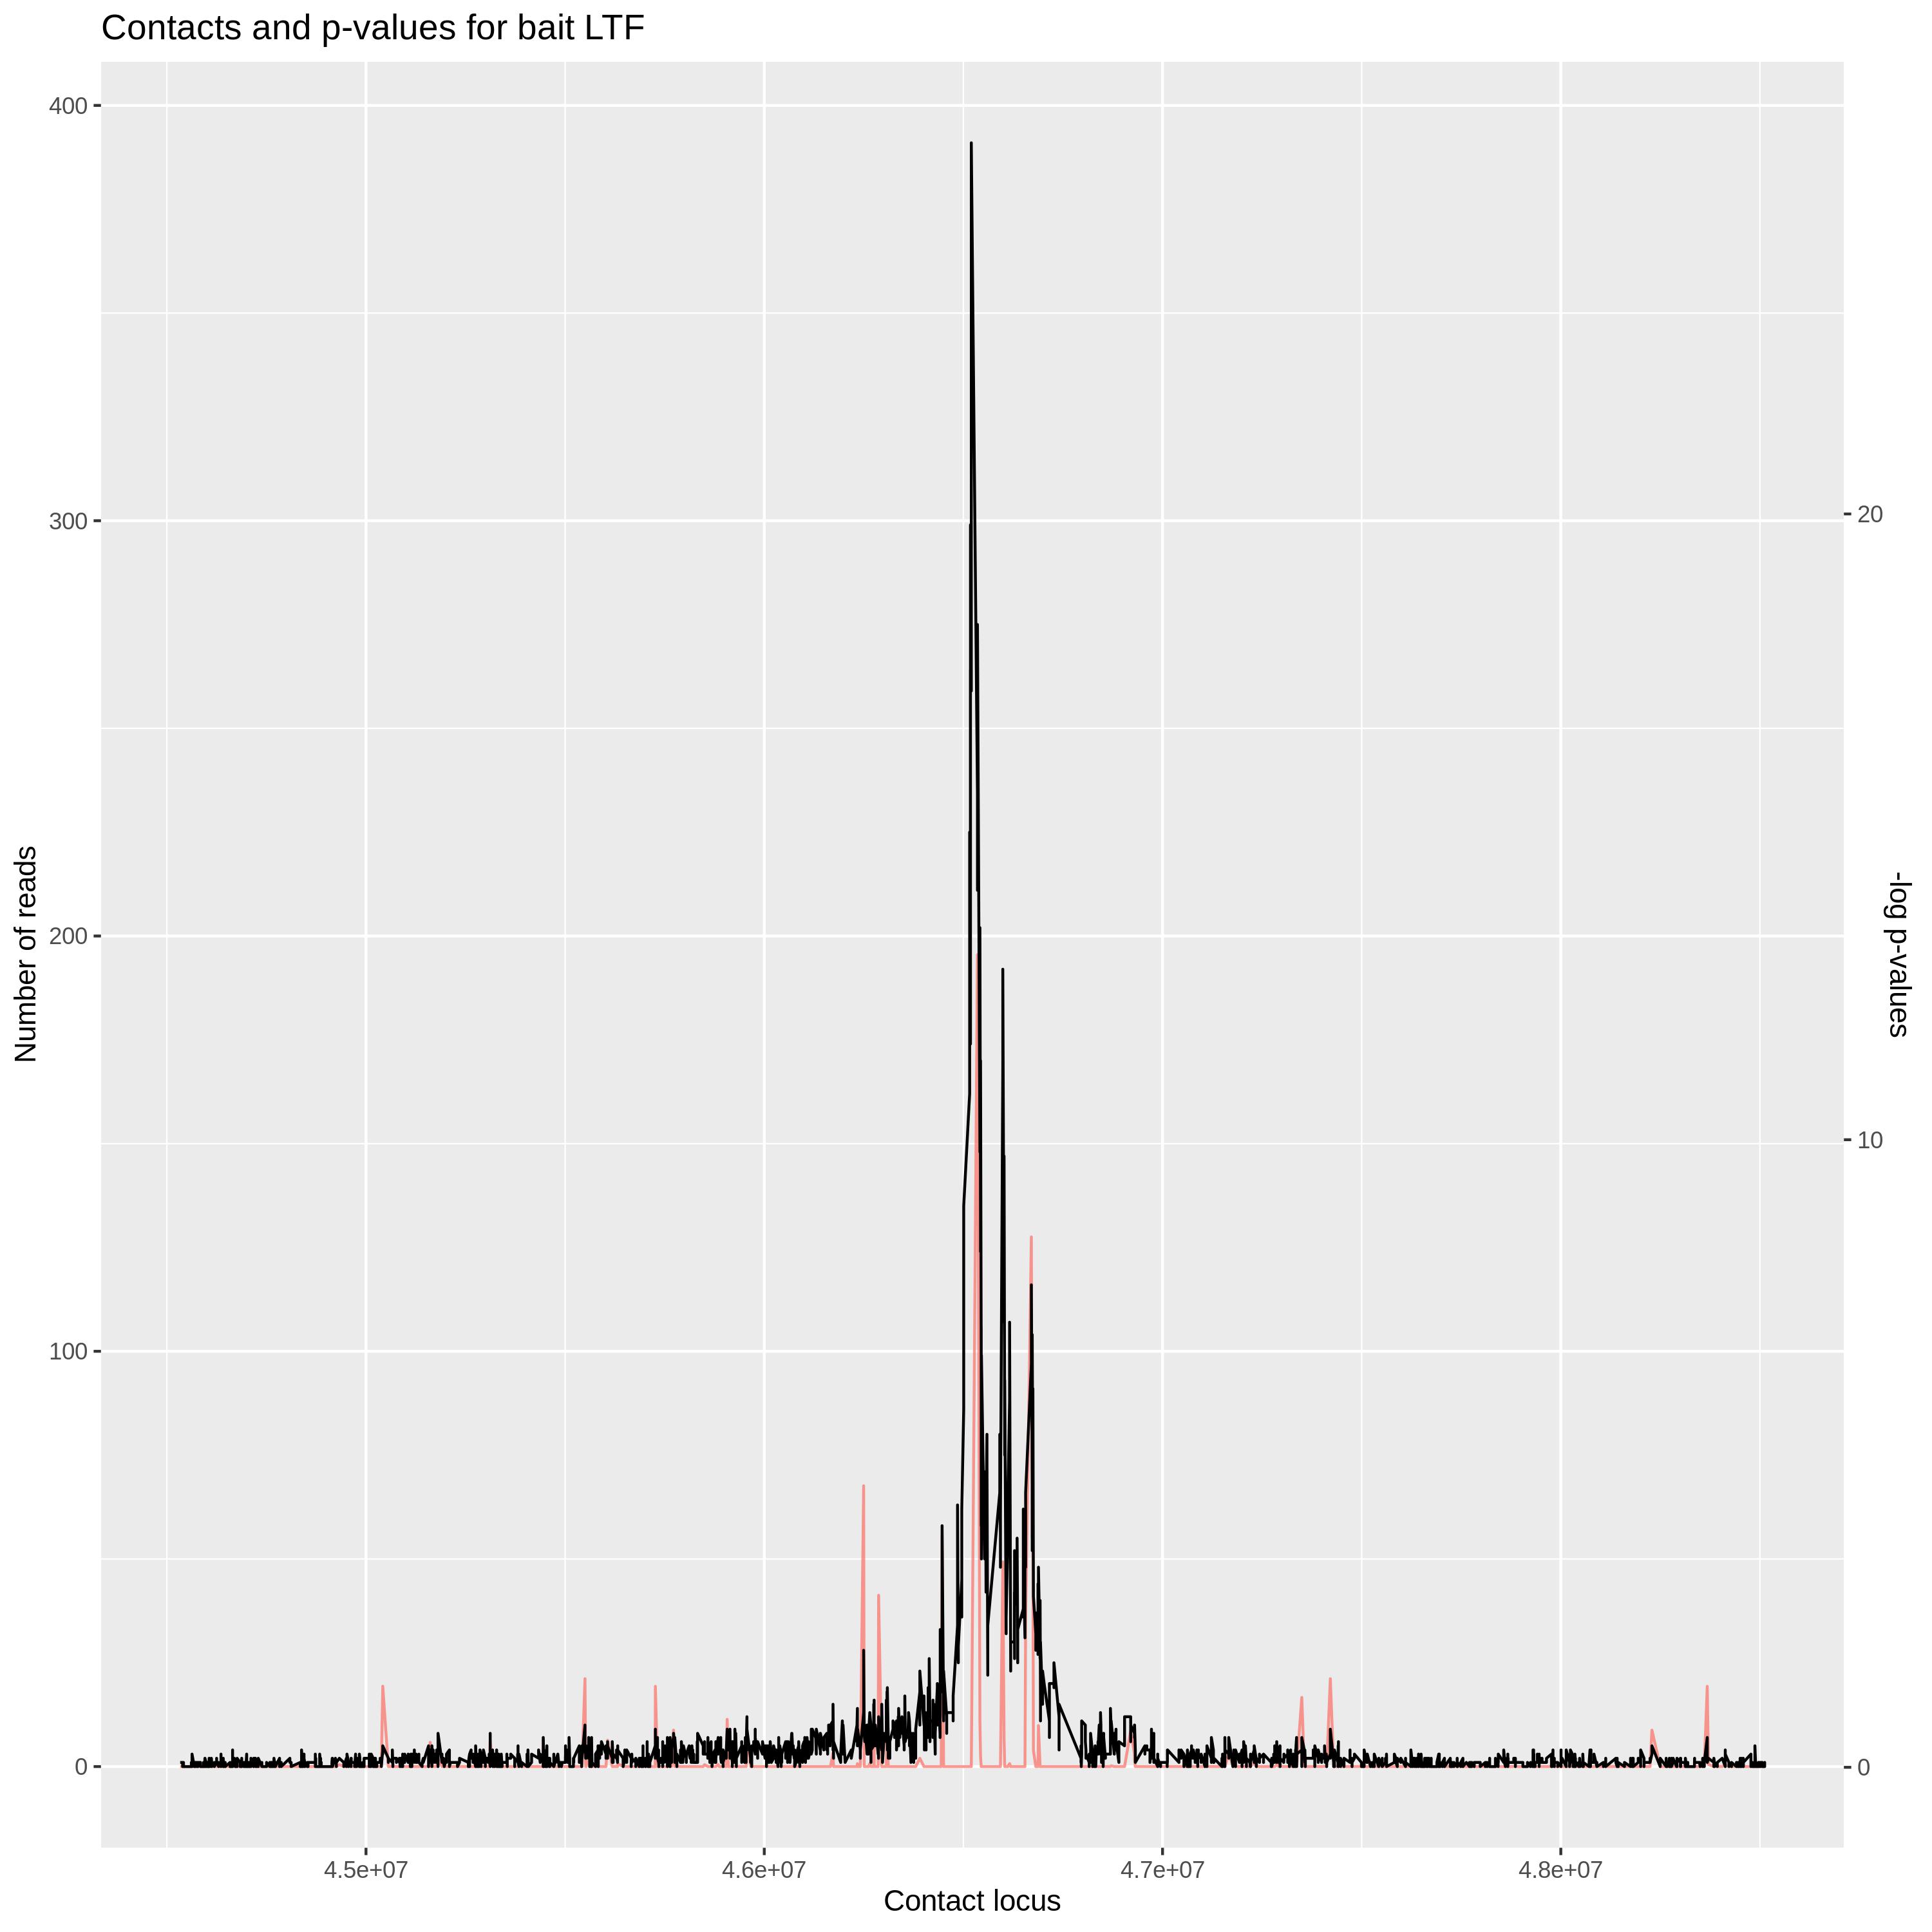 Contacts and p-values for bait LTF
400
300
200
100
0
Number of reads
20
10
0
-log p-values
4.5e+07 4.6e+07 4.7e+07 4.8e+07
Contact locus